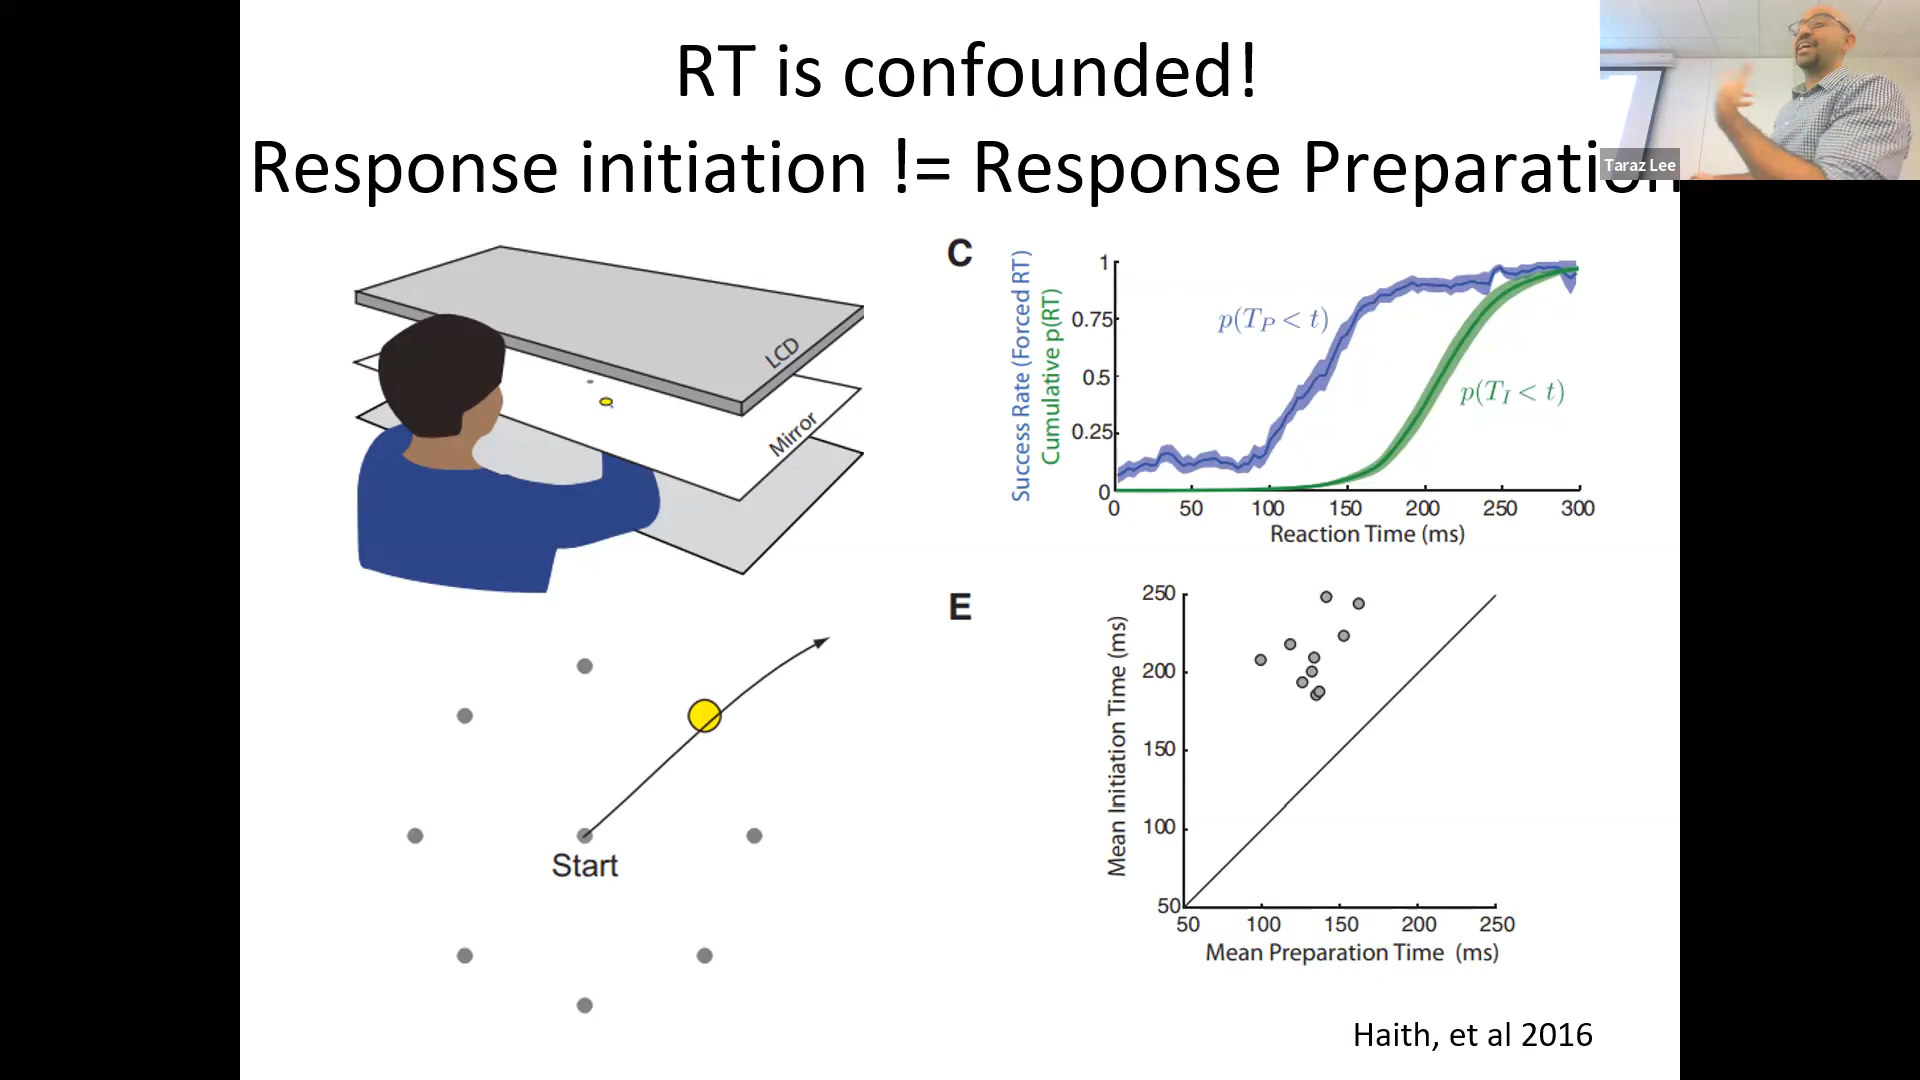 RT is confounded!
Response initiation != Response Preparation
Taraz Lee
LCD
Mirror
Start
C
Success Rate (Forced RT)
Cumulative p(RT)
1
0.75
0.5
0.25
0
p(T_P < t)
p(T_I < t)
0 50 100 150 200 250 300
Reaction Time (ms)
E
Mean Initiation Time (ms)
250
200
150
100
50
50 100 150 200 250
Mean Preparation Time (ms)
Haith, et al 2016